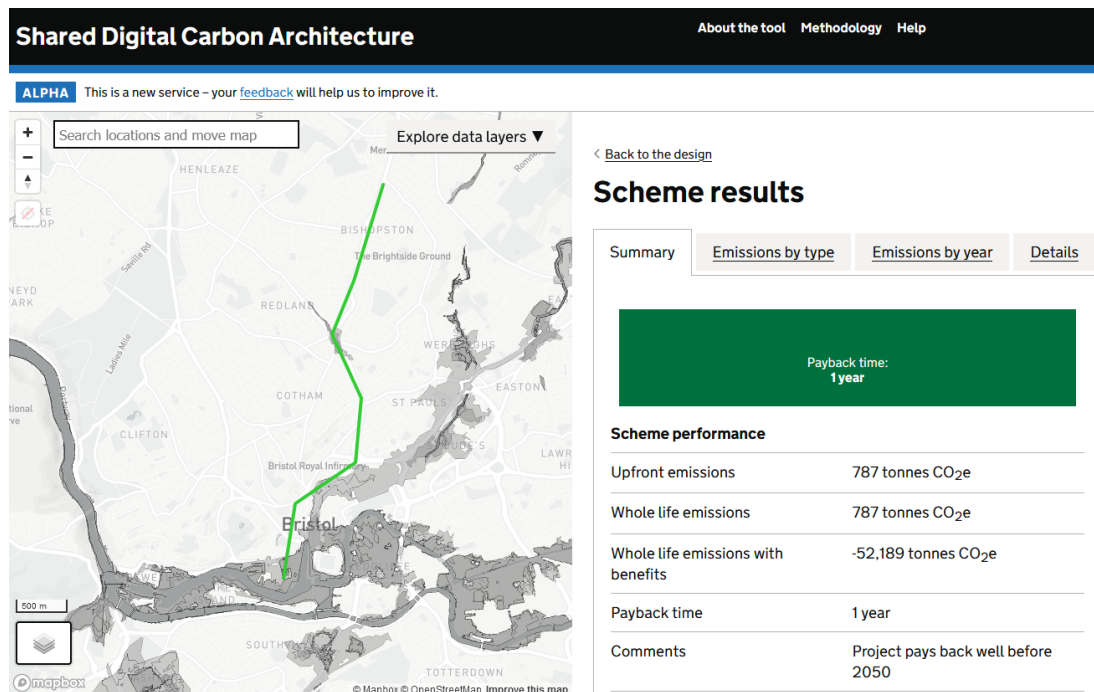 Shared Digital Carbon Architecture
About the tool Methodology Help
ALPHA This is a new service – your feedback will help us to improve it.
Search locations and move map
Explore data layers ▼
+
−
HENLEAZE
BISHOPSTON
The Brightside Ground
Saville Rd
REDLAND
Ladies Mile
COTHAM
ST PAULS
EASTON
CLIFTON
Portway
Bristol Royal Infirmary
Bristol
500 m
TOTTERDOWN
mapbox
© Mapbox © OpenStreetMap Improve this map
< Back to the design
Scheme results
Summary Emissions by type Emissions by year Details
Payback time:
1 year
Scheme performance
Upfront emissions 787 tonnes CO2e
Whole life emissions 787 tonnes CO2e
Whole life emissions with -52,189 tonnes CO2e
benefits
Payback time 1 year
Comments Project pays back well before
2050